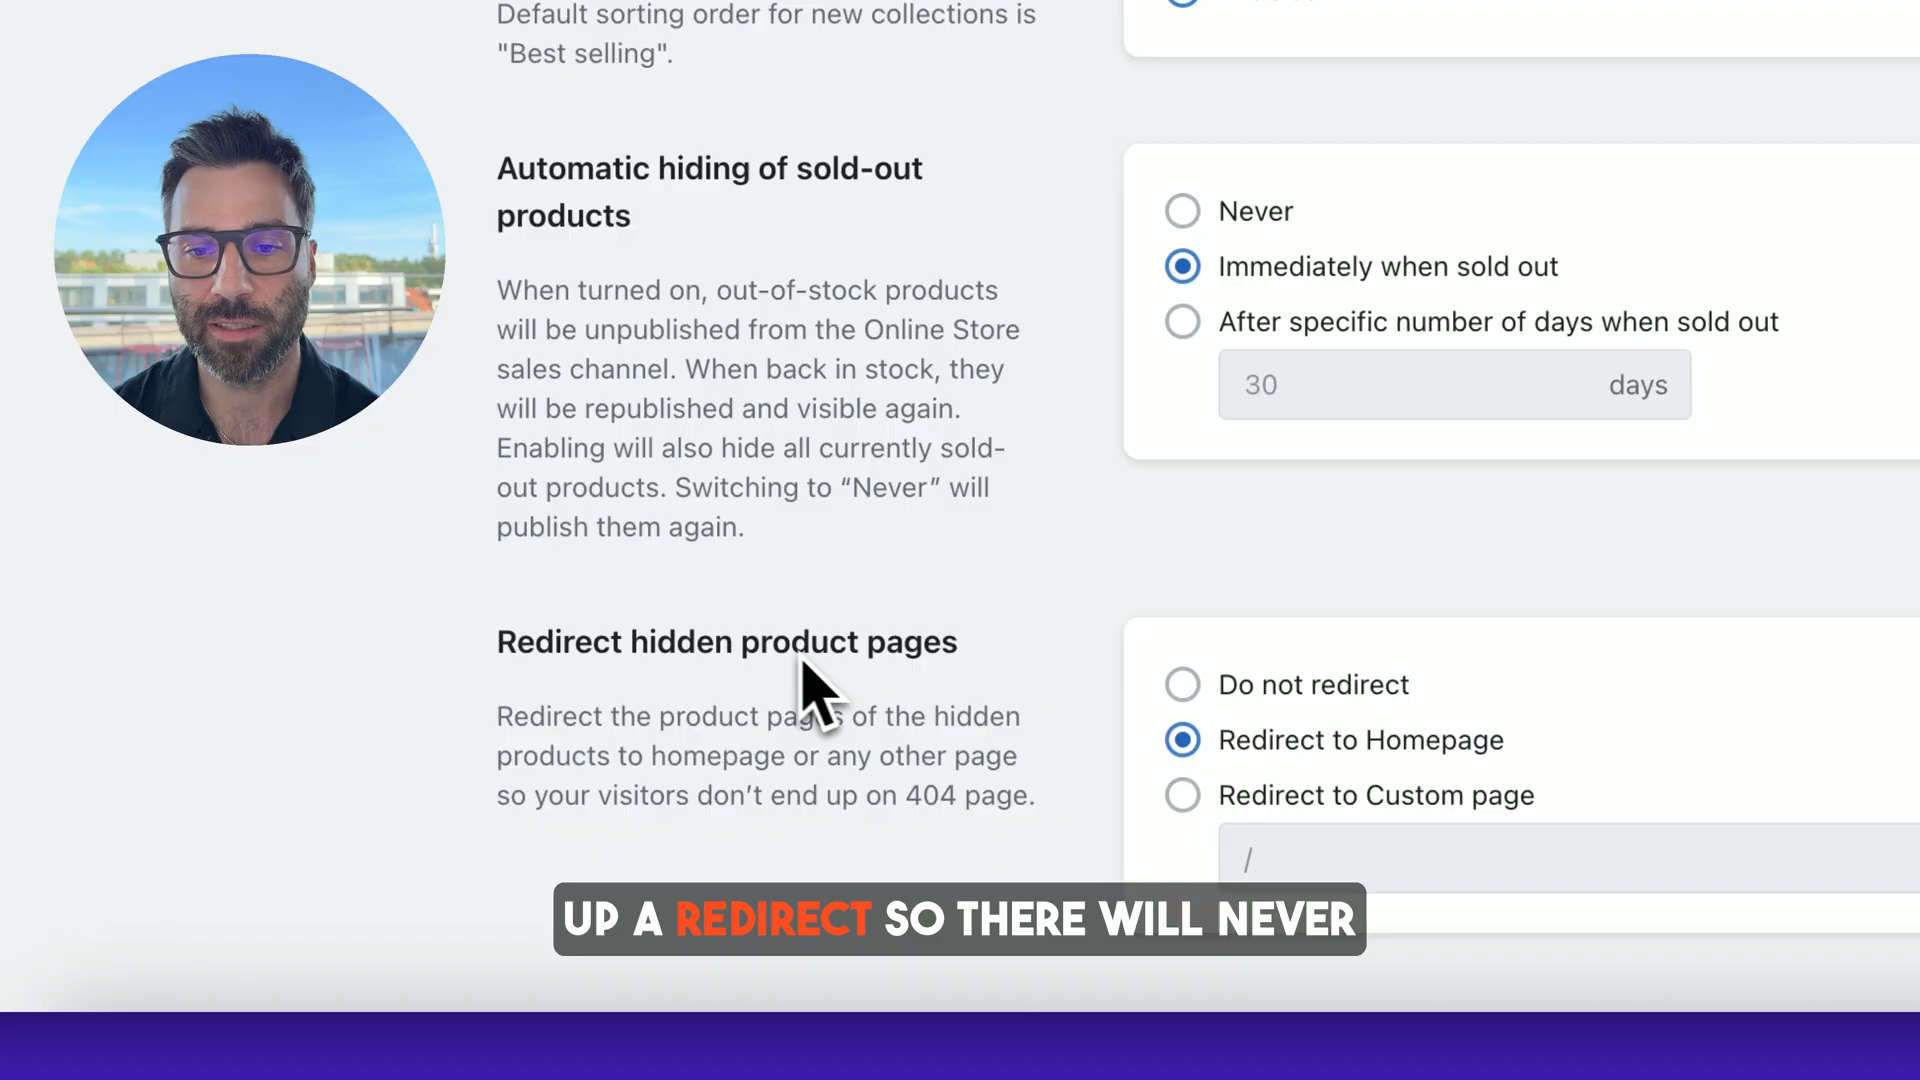 Default sorting order for new collections is
"Best selling".
Automatic hiding of sold-out
products
When turned on, out-of-stock products
will be unpublished from the Online Store
sales channel. When back in stock, they
will be republished and visible again.
Enabling will also hide all currently sold-
out products. Switching to “Never” will
publish them again.
Never
Immediately when sold out
After specific number of days when sold out
30 days
Redirect hidden product pages
Redirect the product pages of the hidden
products to homepage or any other page
so your visitors don’t end up on 404 page.
Do not redirect
Redirect to Homepage
Redirect to Custom page
/
UP A REDIRECT SO THERE WILL NEVER